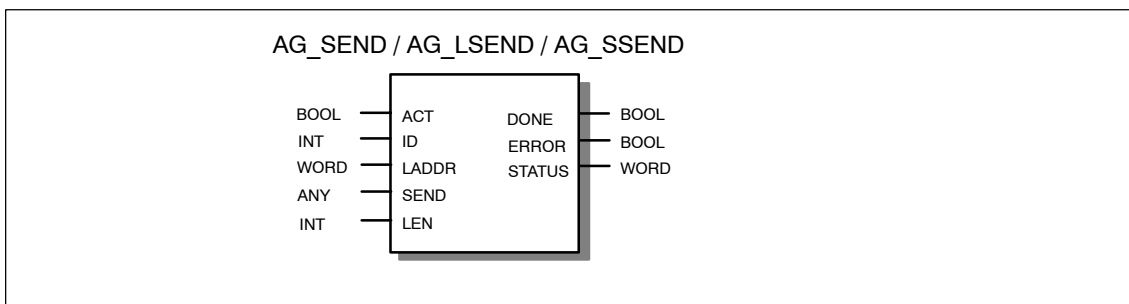 AG_SEND / AG_LSEND / AG_SSEND
BOOL ACT DONE BOOL
INT ID ERROR BOOL
WORD LADDR STATUS WORD
ANY SEND
INT LEN